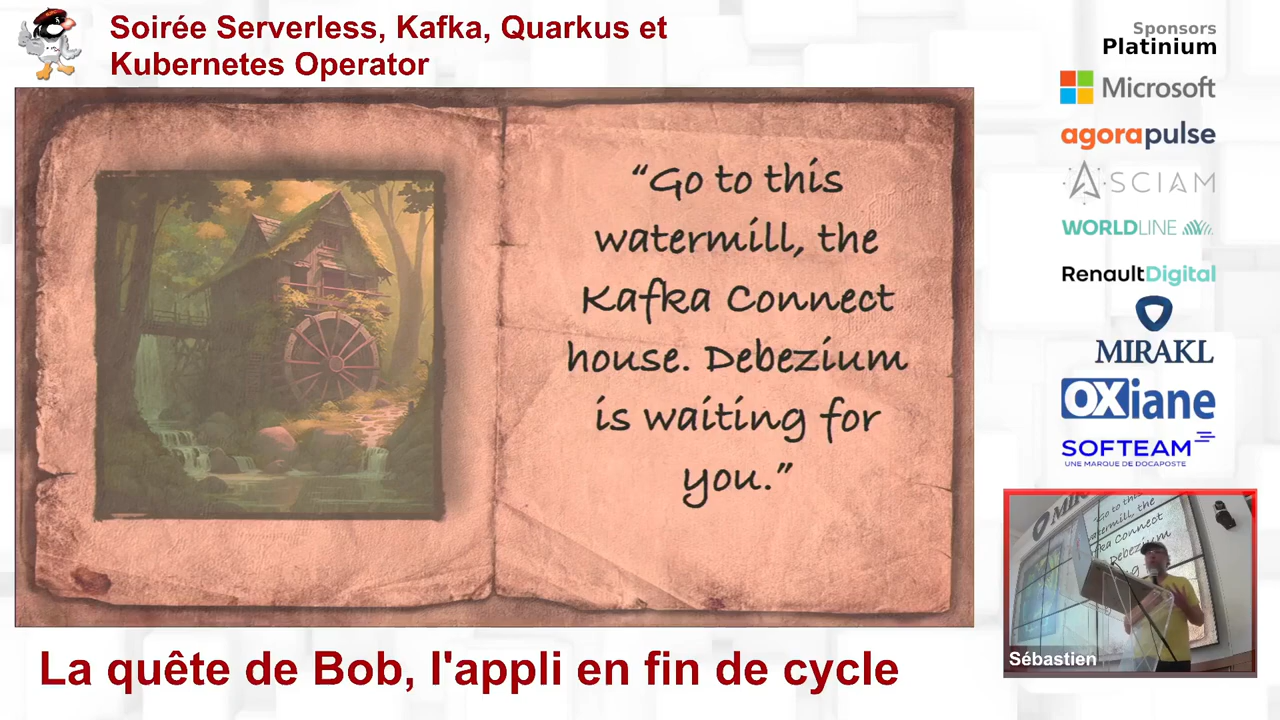 Soirée Serverless, Kafka, Quarkus et
Kubernetes Operator
Sponsors
Platinium
Microsoft
agorapulse
ASCIAM
WORLDLINE
RenaultDigital
MIRAKL
OXiane
SOFTEAM
UNE MARQUE DE DOCAPOSTE
“Go to this
watermill, the
Kafka Connect
house. Debezium
is waiting for
you.”
Sébastien
La quête de Bob, l'appli en fin de cycle